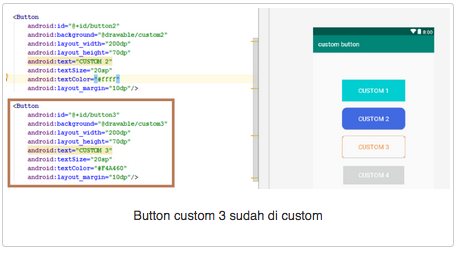 <Button
android:id="@+id/button2"
android:background="@drawable/custom2"
android:layout_width="200dp"
android:layout_height="70dp"
android:text="CUSTOM 2"
android:textSize="20sp"
android:textColor="#ffff"
android:layout_margin="10dp"/>
<Button
android:id="@+id/button3"
android:background="@drawable/custom3"
android:layout_width="200dp"
android:layout_height="70dp"
android:text="CUSTOM 3"
android:textSize="20sp"
android:textColor="#F4A460"
android:layout_margin="10dp"/>
8:00
custom button
CUSTOM 1
CUSTOM 2
CUSTOM 3
CUSTOM 4
Button custom 3 sudah di custom